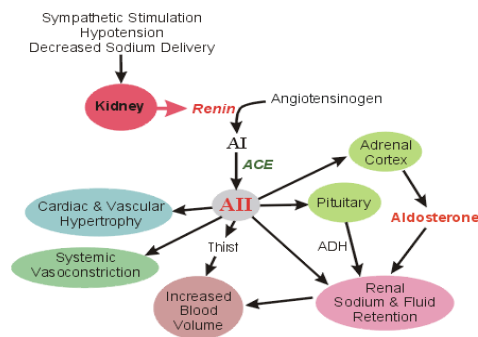 Sympathetic Stimulation
Hypotension
Decreased Sodium Delivery
Kidney
Renin
Angiotensinogen
AI
ACE
Adrenal
Cortex
AII
Cardiac & Vascular
Hypertrophy
Pituitary
Aldosterone
Systemic
Vasoconstriction
Thist
ADH
Increased
Blood
Volume
Renal
Sodium & Fluid
Retention